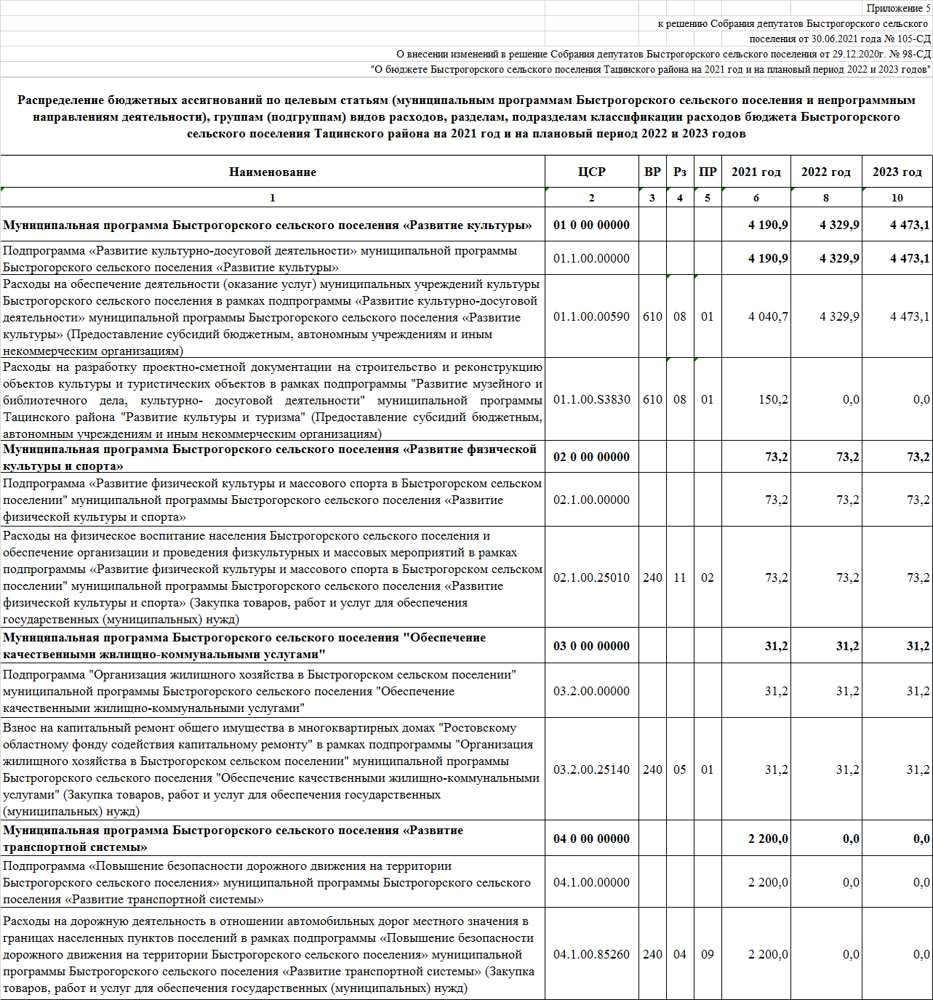 Приложение 5
к решению Собрания депутатов Быстрогорского сельского
поселения от 30.06.2021 года № 105-СД
О внесении изменений в решение Собрания депутатов Быстрогорского сельского поселения от 29.12.2020г. № 98-СД
"О бюджете Быстрогорского сельского поселения Тацинского района на 2021 год и на плановый период 2022 и 2023 годов"
Распределение бюджетных ассигнований по целевым статьям (муниципальным программам Быстрогорского сельского поселения и непрограммным
направлениям деятельности), группам (подгруппам) видов расходов, разделам, подразделам классификации расходов бюджета Быстрогорского
сельского поселения Тацинского района на 2021 год и на плановый период 2022 и 2023 годов
Наименование ЦСР ВР Рз ПР 2021 год 2022 год 2023 год
1 2 3 4 5 6 8 10
Муниципальная программа Быстрогорского сельского поселения «Развитие культуры» 01 0 00 00000 4 190,9 4 329,9 4 473,1
Подпрограмма «Развитие культурно-досуговой деятельности» муниципальной программы
Быстрогорского сельского поселения «Развитие культуры»
01.1.00.00000 4 190,9 4 329,9 4 473,1
Расходы на обеспечение деятельности (оказание услуг) муниципальных учреждений культуры
Быстрогорского сельского поселения в рамках подпрограммы «Развитие культурно-досуговой
деятельности» муниципальной программы Быстрогорского сельского поселения «Развитие
культуры» (Предоставление субсидий бюджетным, автономным учреждениям и иным
некоммерческим организациям)
01.1.00.00590 610 08 01 4 040,7 4 329,9 4 473,1
Расходы на разработку проектно-сметной документации на строительство и реконструкцию
объектов культуры и туристических объектов в рамках подпрограммы "Развитие музейного и
библиотечного дела, культурно- досуговой деятельности" муниципальной программы
Тацинского района "Развитие культуры и туризма" (Предоставление субсидий бюджетным,
автономным учреждениям и иным некоммерческим организациям)
01.1.00.S3830 610 08 01 150,2 0,0 0,0
Муниципальная программа Быстрогорского сельского поселения «Развитие физической
культуры и спорта»
02 0 00 00000 73,2 73,2 73,2
Подпрограмма «Развитие физической культуры и массового спорта в Быстрогорском сельском
поселении" муниципальной программы Быстрогорского сельского поселения «Развитие
физической культуры и спорта»
02.1.00.00000 73,2 73,2 73,2
Расходы на физическое воспитание населения Быстрогорского сельского поселения и
обеспечение организации и проведения физкультурных и массовых мероприятий в рамках
подпрограммы «Развитие физической культуры и массового спорта в Быстрогорском сельском
поселении" муниципальной программы Быстрогорского сельского поселения «Развитие
физической культуры и спорта» (Закупка товаров, работ и услуг для обеспечения
государственных (муниципальных) нужд)
02.1.00.25010 240 11 02 73,2 73,2 73,2
Муниципальная программа Быстрогорского сельского поселения "Обеспечение
качественными жилищно-коммунальными услугами"
03 0 00 00000 31,2 31,2 31,2
Подпрограмма "Организация жилищного хозяйства в Быстрогорском сельском поселении"
муниципальной программы Быстрогорского сельского поселения "Обеспечение
качественными жилищно-коммунальными услугами"
03.2.00.00000 31,2 31,2 31,2
Взнос на капитальный ремонт общего имущества в многоквартирных домах "Ростовскому
областному фонду содействия капитальному ремонту" в рамках подпрограммы "Организация
жилищного хозяйства в Быстрогорском сельском поселении" муниципальной программы
Быстрогорского сельского поселения "Обеспечение качественными жилищно-коммунальными
услугами" (Закупка товаров, работ и услуг для обеспечения государственных
(муниципальных) нужд)
03.2.00.25140 240 05 01 31,2 31,2 31,2
Муниципальная программа Быстрогорского сельского поселения «Развитие
транспортной системы»
04 0 00 00000 2 200,0 0,0 0,0
Подпрограмма «Повышение безопасности дорожного движения на территории
Быстрогорского сельского поселения» муниципальной программы Быстрогорского сельского
поселения «Развитие транспортной системы»
04.1.00.00000 2 200,0 0,0 0,0
Расходы на дорожную деятельность в отношении автомобильных дорог местного значения в
границах населенных пунктов поселений в рамках подпрограммы «Повышение безопасности
дорожного движения на территории Быстрогорского сельского поселения» муниципальной
программы Быстрогорского сельского поселения «Развитие транспортной системы» (Закупка
товаров, работ и услуг для обеспечения государственных (муниципальных) нужд)
04.1.00.85260 240 04 09 2 200,0 0,0 0,0